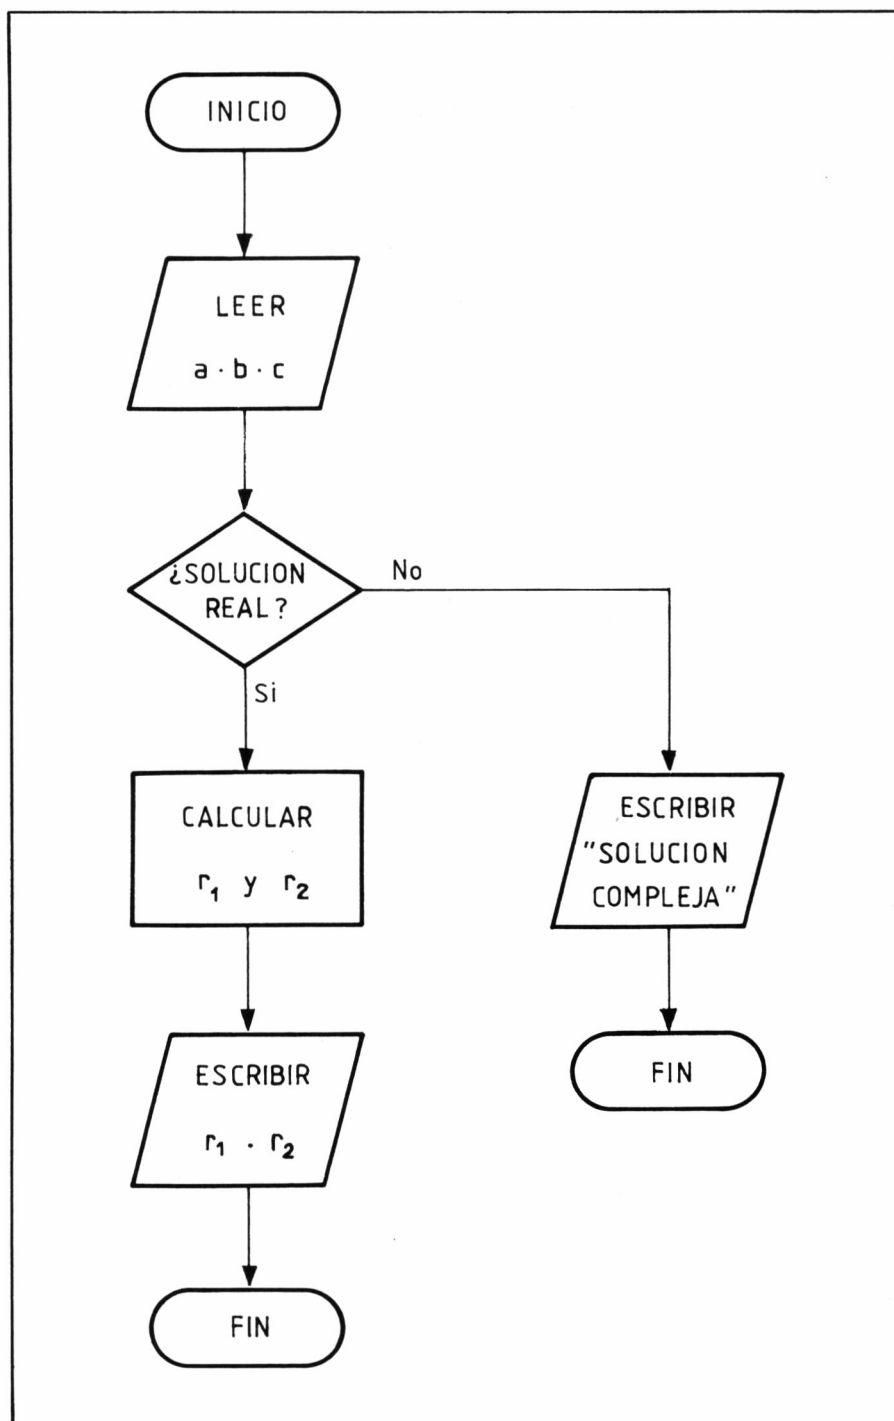 INICIO
LEER
a · b · c
¿SOLUCION
REAL?
No
Si
CALCULAR
r₁ y r₂
ESCRIBIR
"SOLUCION
COMPLEJA"
ESCRIBIR
r₁ . r₂
FIN
FIN